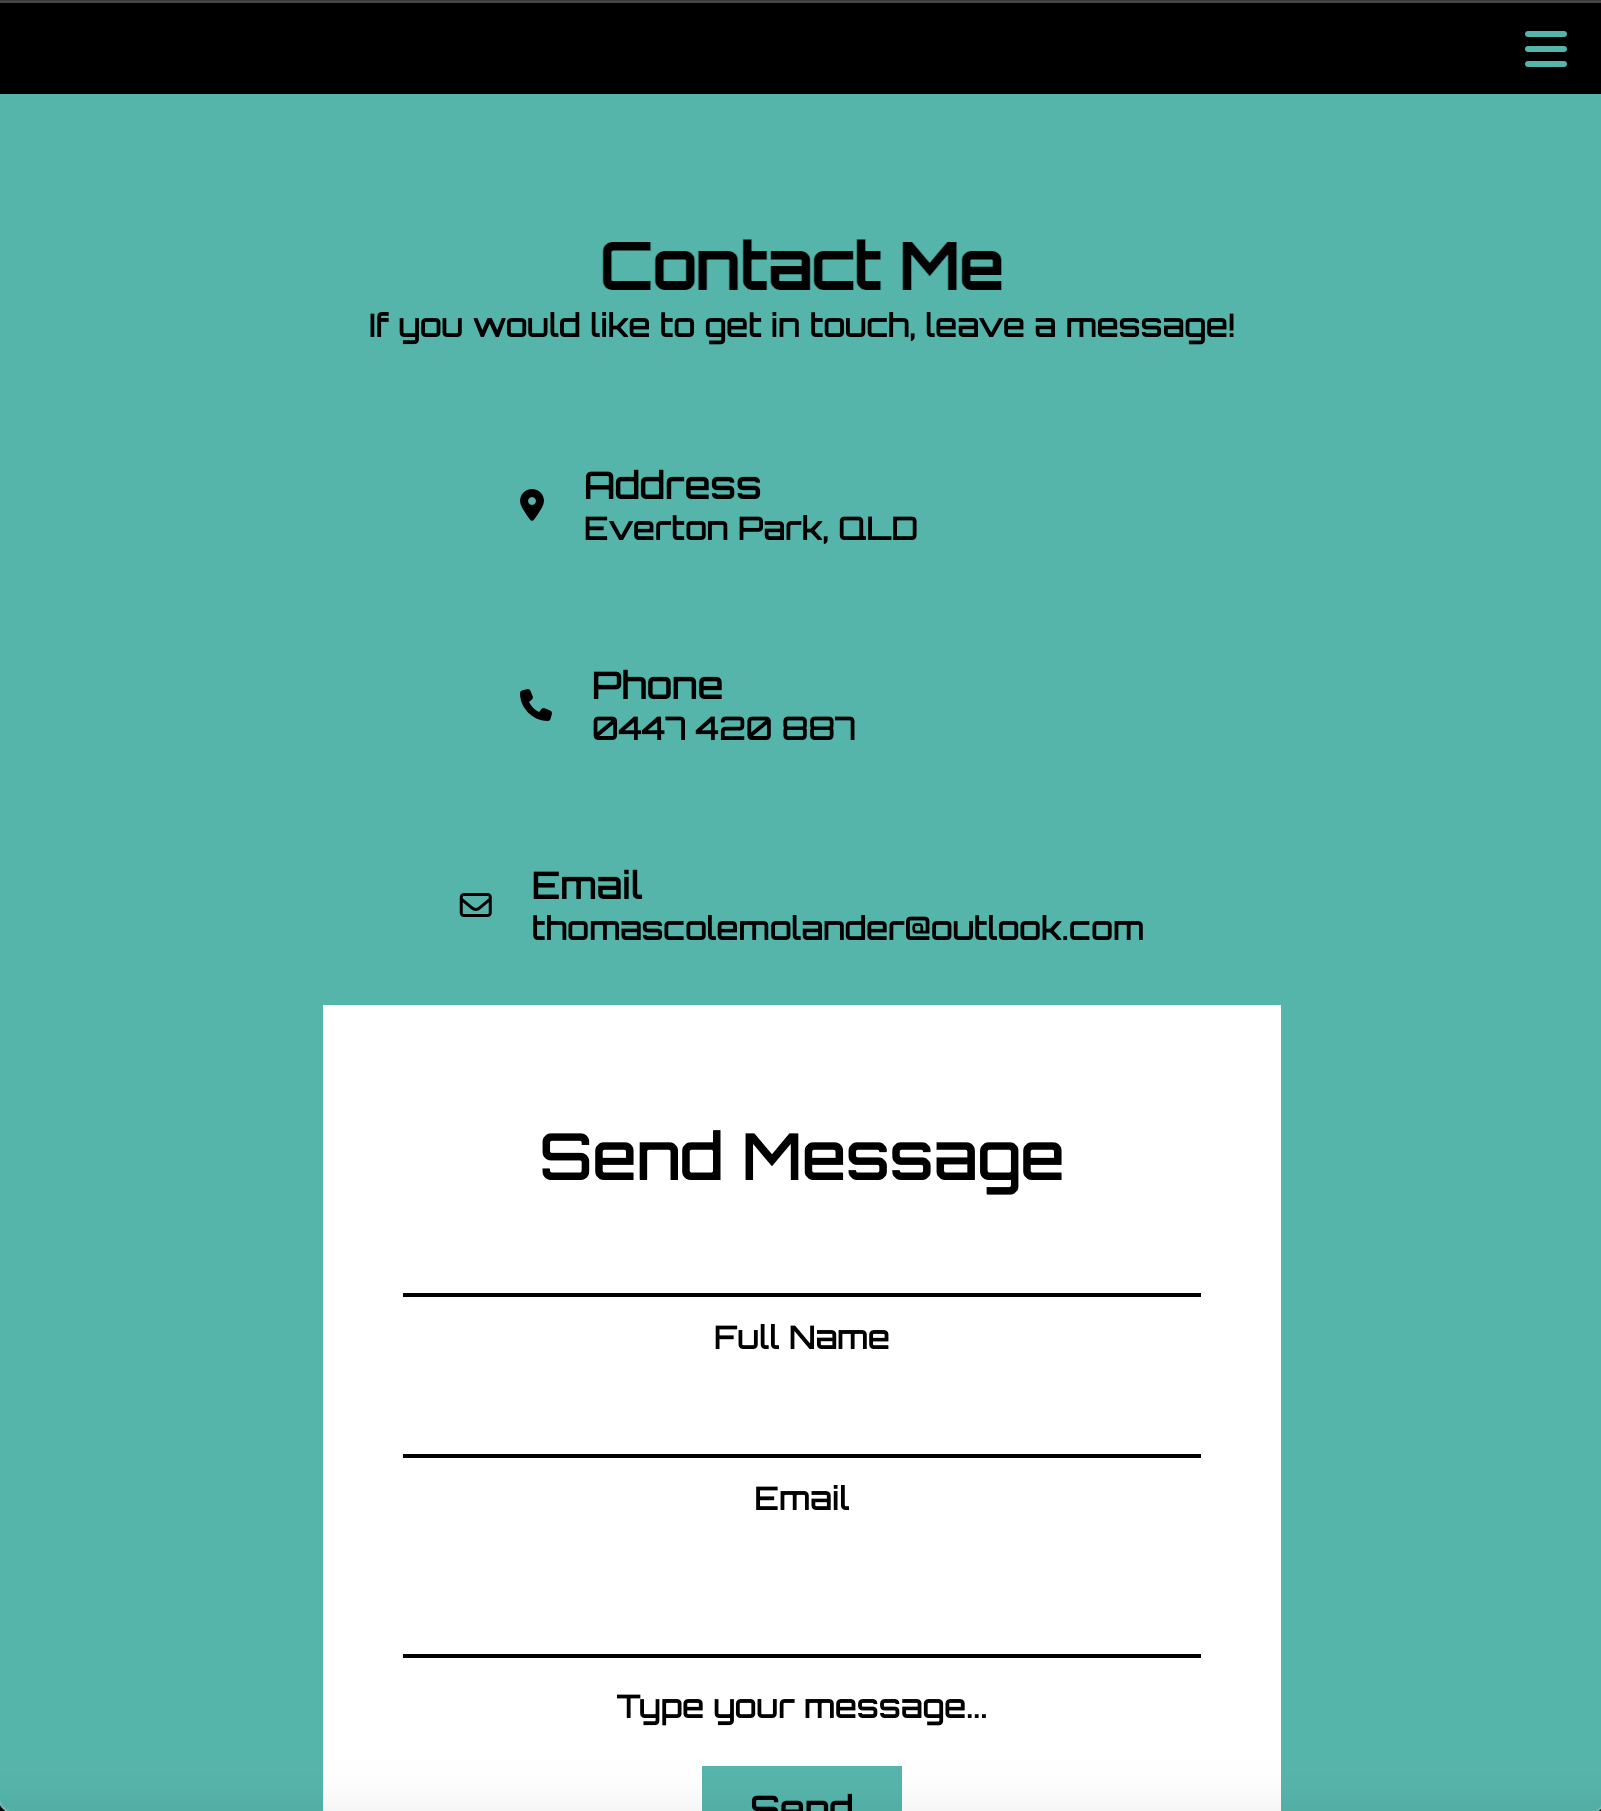 Contact Me
If you would like to get in touch, leave a message!
Address
Everton Park, QLD
Phone
0447 420 887
Email
thomascolemolander@outlook.com
Send Message
Full Name
Email
Type your message...
Send